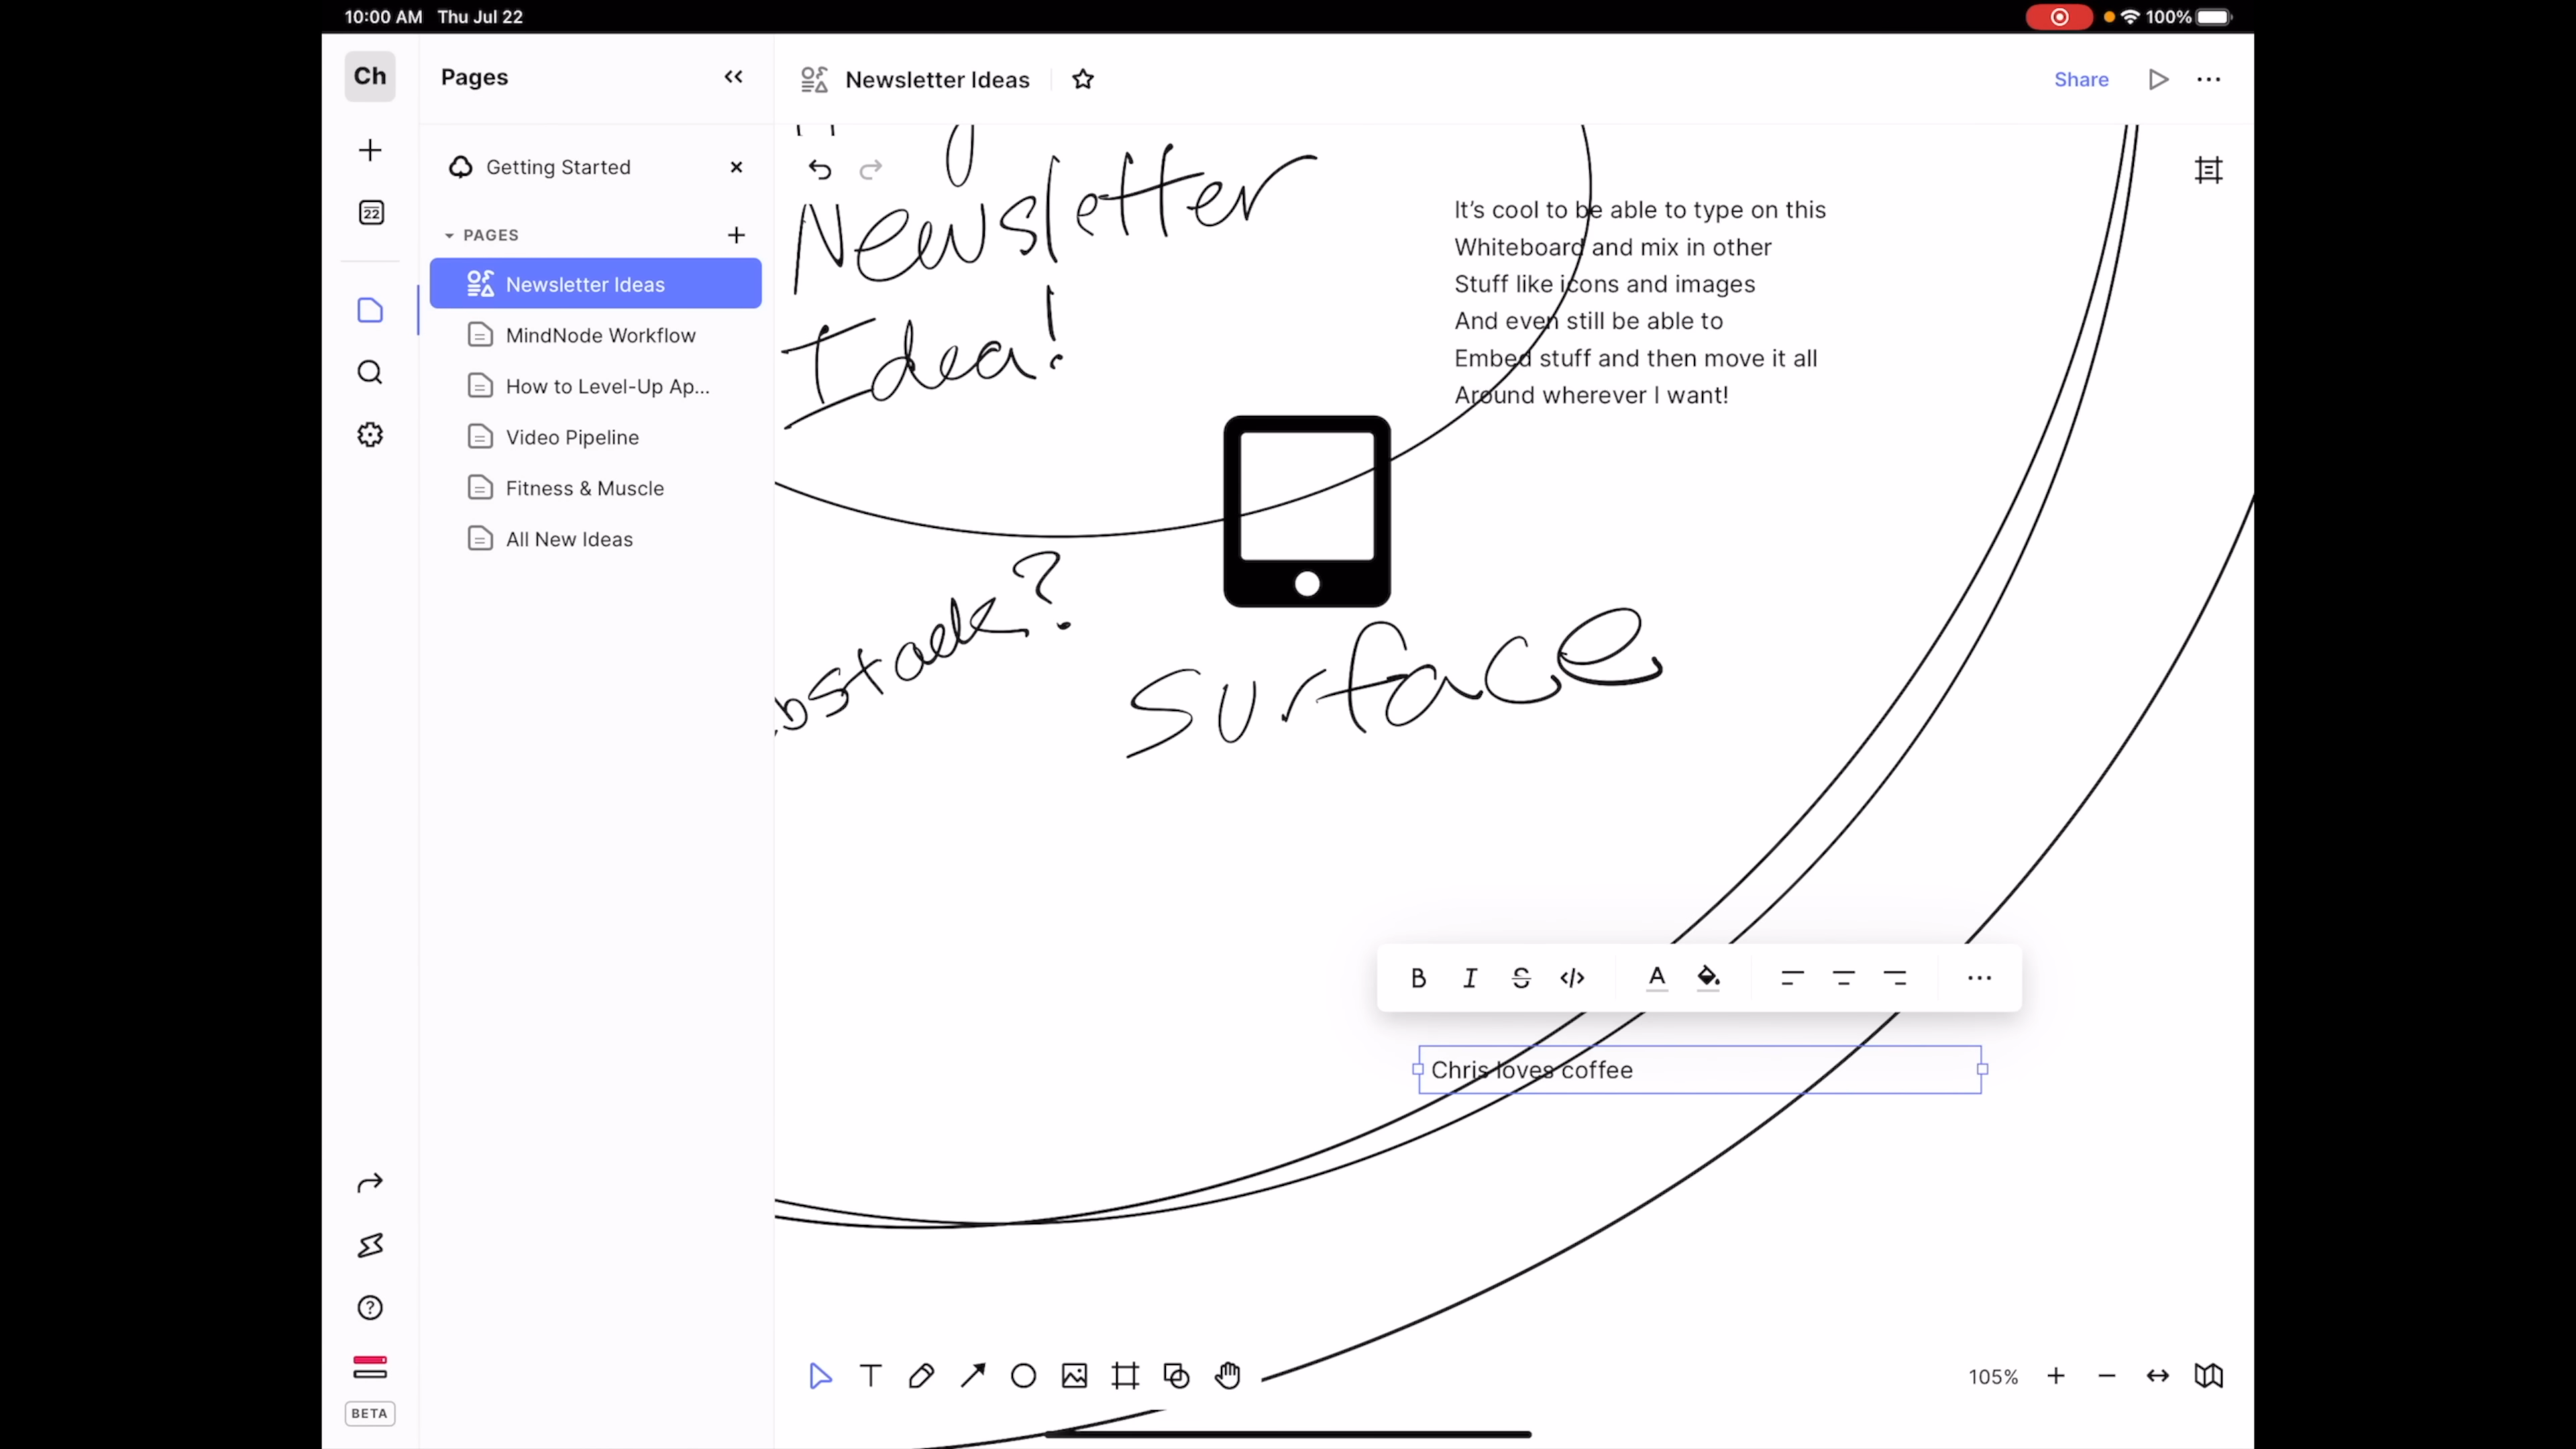 10:00 AM Thu Jul 22
100%
Ch
Pages
Newsletter Ideas
Share
Getting Started
22
PAGES
Newsletter Ideas
MindNode Workflow
How to Level-Up Ap...
Video Pipeline
Fitness & Muscle
All New Ideas
BETA
Newsletter
Idea!
It's cool to be able to type on this
Whiteboard and mix in other
Stuff like icons and images
And even still be able to
Embed stuff and then move it all
Around wherever I want!
bstack?
Surface
B I S </> A
Chris loves coffee
T
105%